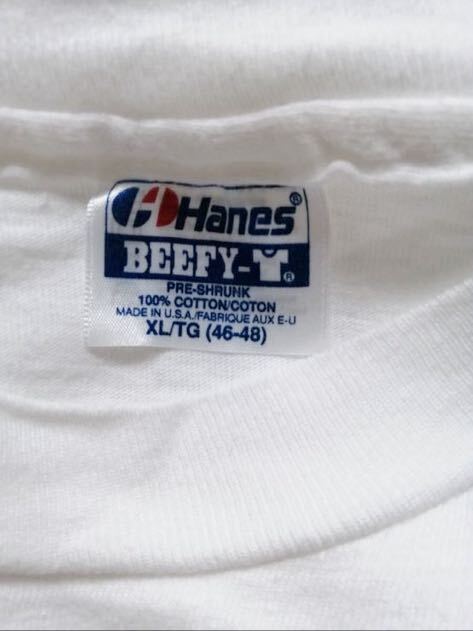 Hanes®
BEEFY-®
PRE-SHRUNK
100% COTTON/COTON
MADE IN U.S.A./FABRIQUE AUX E-U
XL/TG (46-48)